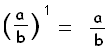 (a/b)^1 = a/b